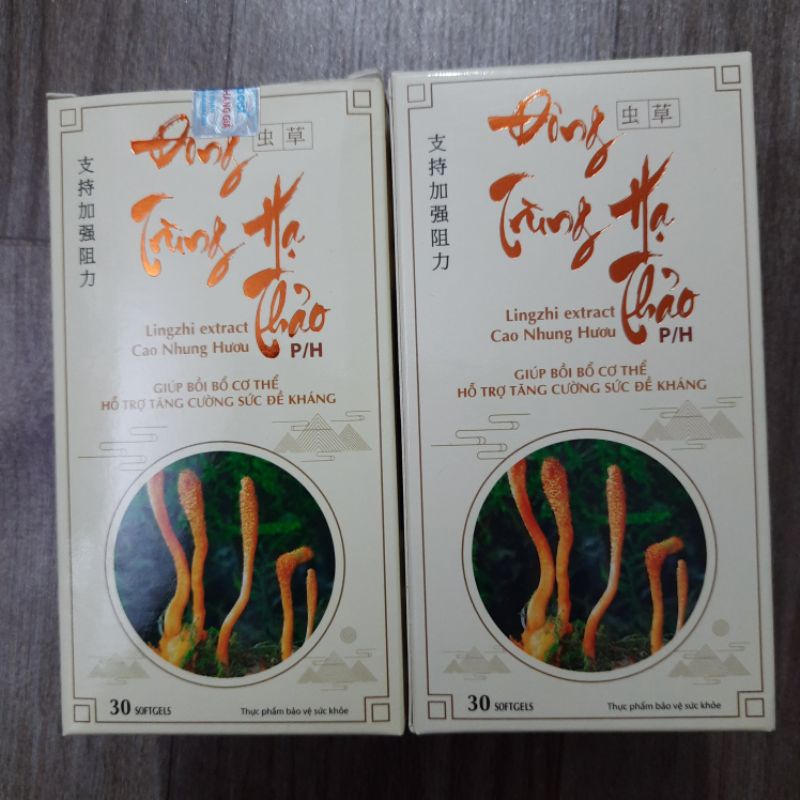 Đông
虫草
Trùng Hạ
Thảo
P/H
支持加强阻力
Lingzhi extract
Cao Nhung Hươu
GIÚP BỒI BỔ CƠ THỂ
HỖ TRỢ TĂNG CƯỜNG SỨC ĐỀ KHÁNG
30 SOFTGELS
Thực phẩm bảo vệ sức khỏe
Đông
虫草
Trùng Hạ
Thảo
P/H
支持加强阻力
Lingzhi extract
Cao Nhung Hươu
GIÚP BỒI BỔ CƠ THỂ
HỖ TRỢ TĂNG CƯỜNG SỨC ĐỀ KHÁNG
30 SOFTGELS
Thực phẩm bảo vệ sức khỏe